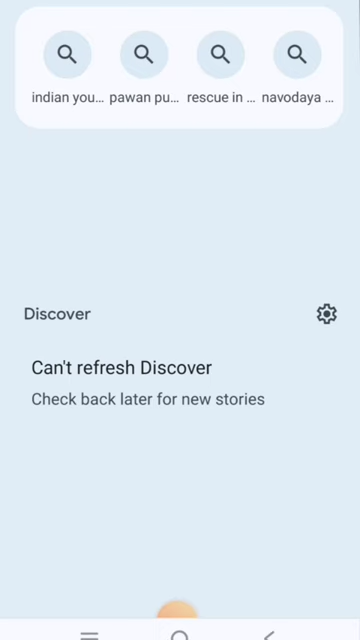 indian you... pawan pu... rescue in ... navodaya ...
Discover
Can't refresh Discover
Check back later for new stories